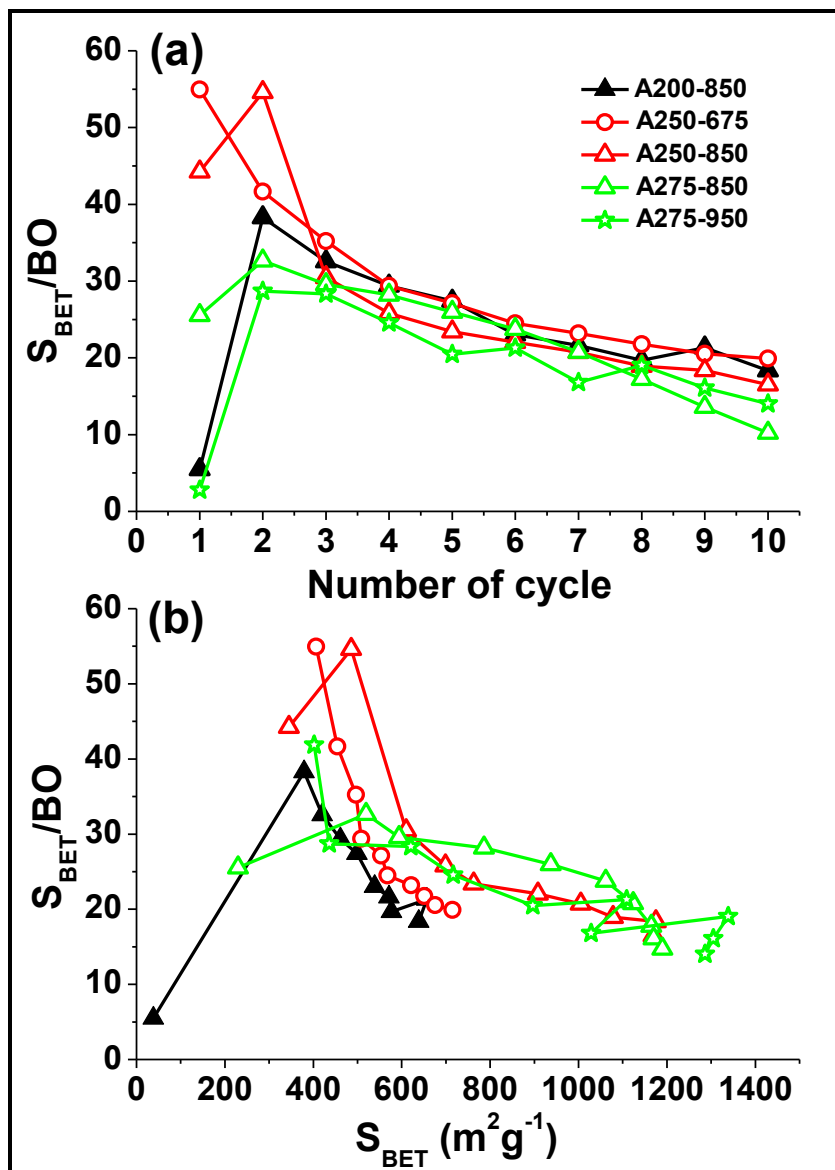 (a)
60
50
40
30
20
10
0
S_BET/BO
A200-850
A250-675
A250-850
A275-850
A275-950
0 1 2 3 4 5 6 7 8 9 10
Number of cycle
(b)
60
50
40
30
20
10
0
S_BET/BO
0 200 400 600 800 1000 1200 1400
S_BET (m²g⁻¹)